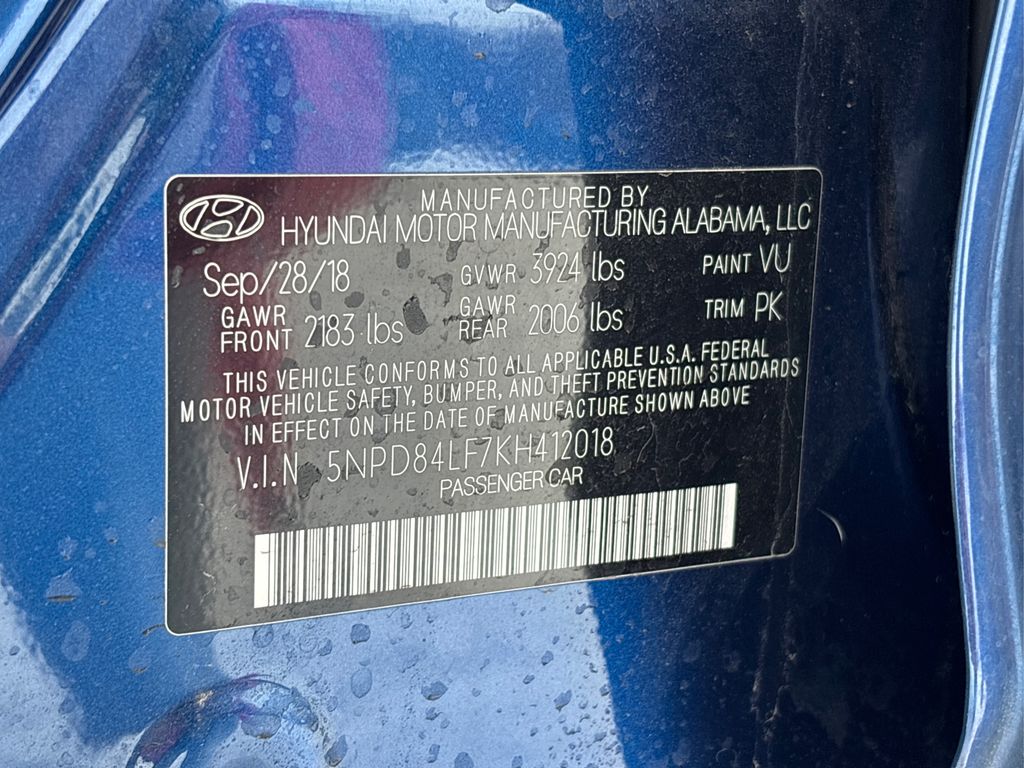 MANUFACTURED BY
HYUNDAI MOTOR MANUFACTURING ALABAMA, LLC
Sep/28/18 GVWR 3924 lbs PAINT VU
GAWR FRONT 2183 lbs GAWR REAR 2006 lbs TRIM PK
THIS VEHICLE CONFORMS TO ALL APPLICABLE U.S.A. FEDERAL
MOTOR VEHICLE SAFETY, BUMPER, AND THEFT PREVENTION STANDARDS
IN EFFECT ON THE DATE OF MANUFACTURE SHOWN ABOVE
V.I.N 5NPD84LF7KH412018
PASSENGER CAR